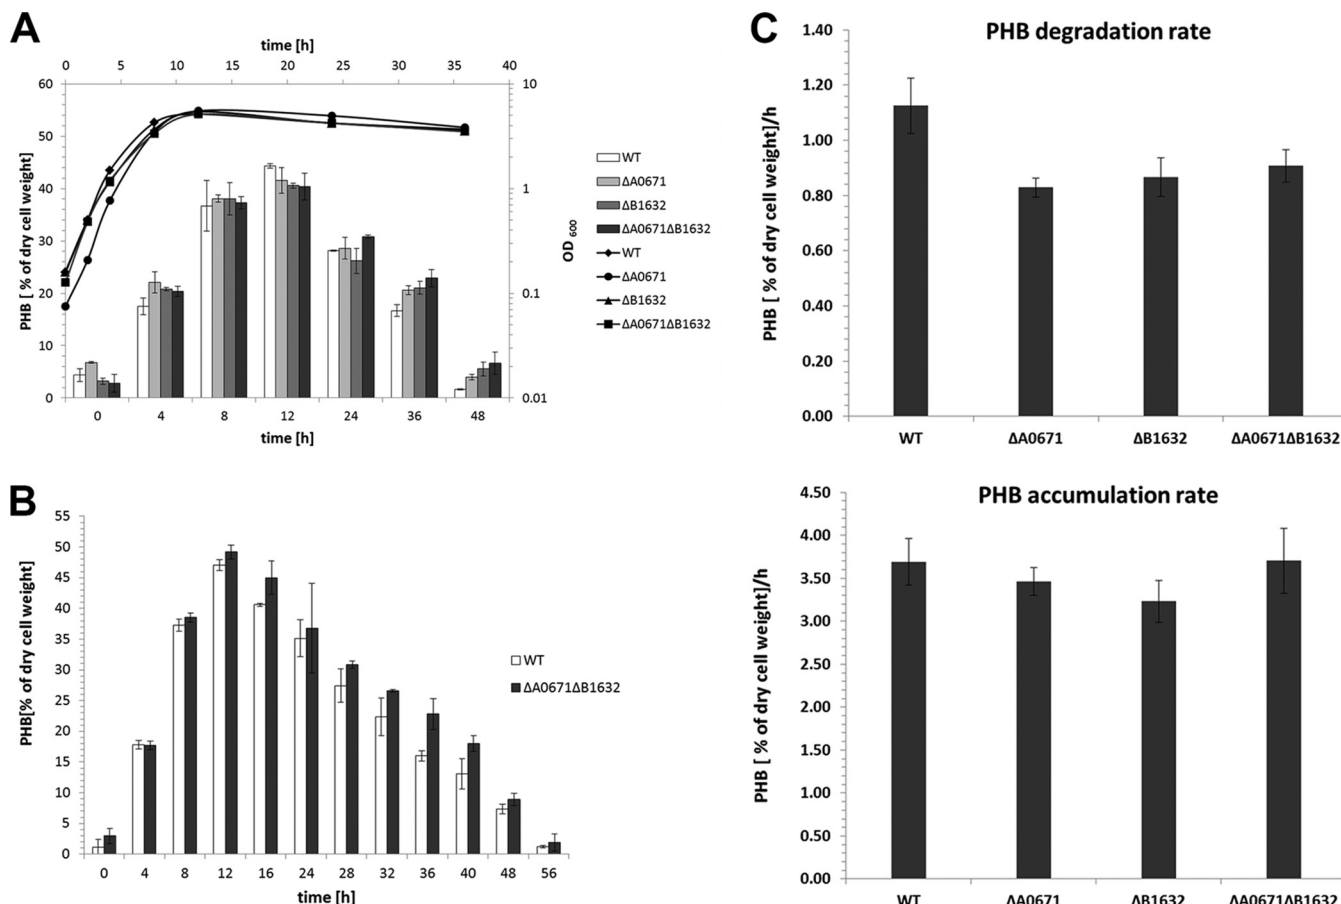 A
time [h]
0 5 10 15 20 25 30 35 40
60
50
40
30
20
10
0
PHB [ % of dry cell weight]
10
1
0.1
0.01
OD 600
0 4 8 12 24 36 48
time [h]
WT
ΔA0671
ΔB1632
ΔA0671ΔB1632
WT
ΔA0671
ΔB1632
ΔA0671ΔB1632
B
55
50
45
40
35
30
25
20
15
10
5
0
PHB[% of dry cell weight]
0 4 8 12 16 24 28 32 36 40 48 56
time [h]
WT
ΔA0671ΔB1632
C
PHB degradation rate
1.40
1.20
1.00
0.80
0.60
0.40
0.20
0.00
PHB [ % of dry cell weight]/h
WT ΔA0671 ΔB1632 ΔA0671ΔB1632
PHB accumulation rate
4.50
4.00
3.50
3.00
2.50
2.00
1.50
1.00
0.50
0.00
PHB [ % of dry cell weight]/h
WT ΔA0671 ΔB1632 ΔA0671ΔB1632